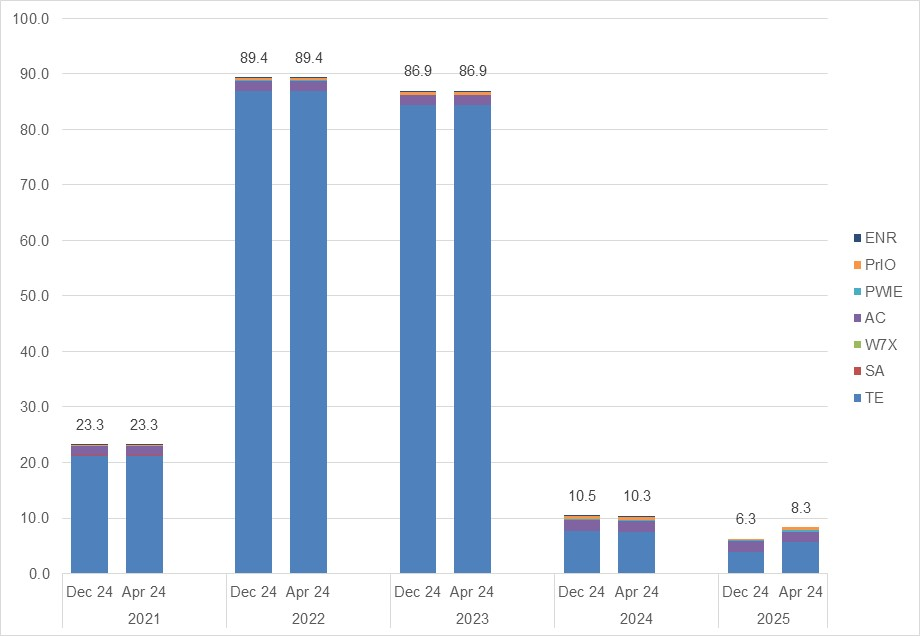 100.0
90.0
80.0
70.0
60.0
50.0
40.0
30.0
20.0
10.0
0.0
23.3 23.3
89.4 89.4
86.9 86.9
10.5 10.3
6.3 8.3
Dec 24 Apr 24 Dec 24 Apr 24 Dec 24 Apr 24 Dec 24 Apr 24 Dec 24 Apr 24
2021 2022 2023 2024 2025
ENR
PrIO
PWIE
AC
W7X
SA
TE